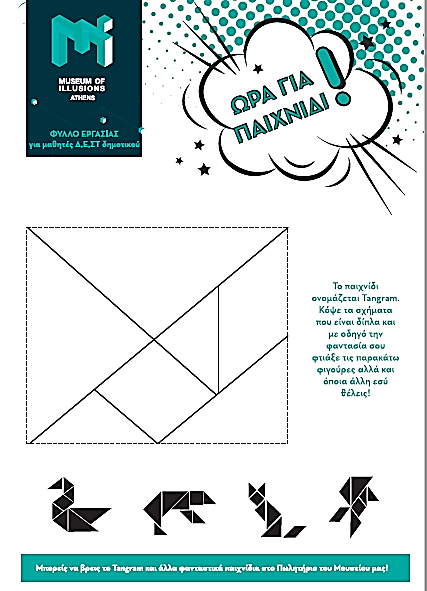 MUSEUM OF
ILLUSIONS
ATHENS
ΦΥΛΛΟ ΕΡΓΑΣΙΑΣ
για μαθητές Δ,Ε,ΣΤ δημοτικού
ΩΡΑ ΓΙΑ
ΠΑΙΧΝΙΔΙ !
Το παιχνίδι
ονομάζεται Tangram.
Κόψε τα σχήματα
που είναι δίπλα και
με οδηγό την
φαντασία σου
φτιάξε τις παρακάτω
φιγούρες αλλά και
όποια άλλη εσύ
θέλεις!
Μπορείς να βρεις το Tangram και άλλα φανταστικά παιχνίδια στο Πωλητήριο του Μουσείου μας!